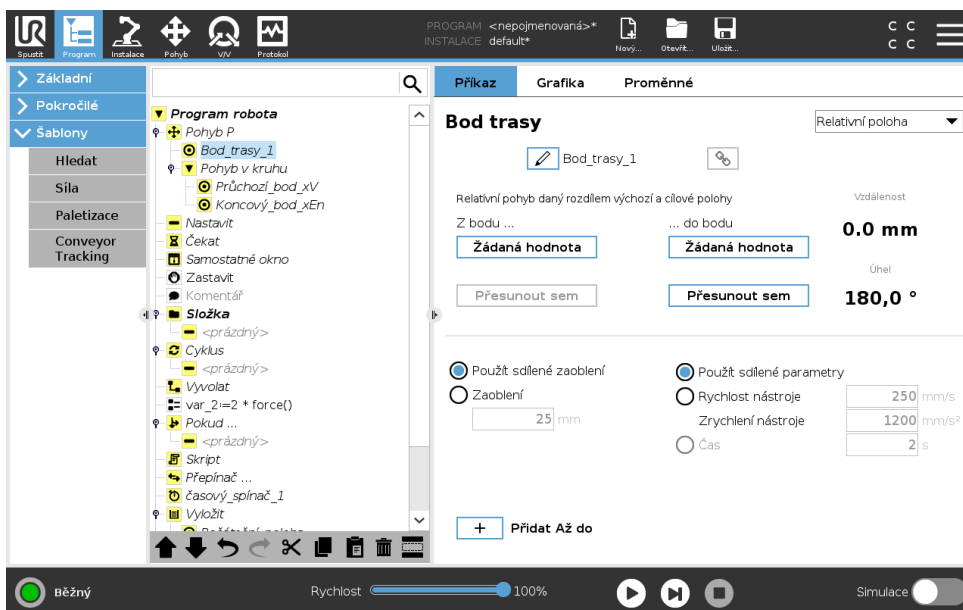 PROGRAM <nepojmenovaná>*
INSTALACE default*
Spustit
Program
Instalace
Pohyb
V/V
Protokol
Nový...
Otevřít...
Uložit...
C C
C C
Základní
Pokročilé
Šablony
Hledat
Síla
Paletizace
Conveyor
Tracking
Program robota
Pohyb P
Bod_trasy_1
Pohyb v kruhu
Průchozí_bod_xV
Koncový_bod_xEn
Nastavit
Čekat
Samostatné okno
Zastavit
Komentář
Složka
<prázdný>
Cyklus
<prázdný>
Vyvolat
var_2≔2 * force()
Pokud ...
<prázdný>
Skript
Přepínač ...
časový_spínač_1
Vyložit
Příkaz
Grafika
Proměnné
Bod trasy
Relativní poloha
Bod_trasy_1
Relativní pohyb daný rozdílem výchozí a cílové polohy
Vzdálenost
Z bodu ...
... do bodu
0.0 mm
Žádaná hodnota
Žádaná hodnota
Úhel
Přesunout sem
Přesunout sem
180,0 °
Použít sdílené zaoblení
Zaoblení
25 mm
Použít sdílené parametry
Rychlost nástroje
250 mm/s
Zrychlení nástroje
1200 mm/s²
Čas
2 s
+ Přidat Až do
Běžný
Rychlost
100%
Simulace